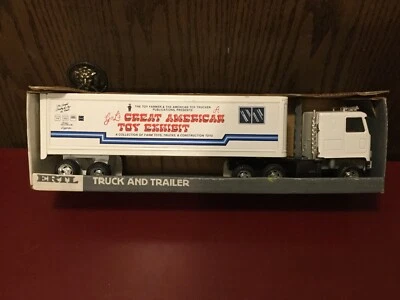 THE TOY FARMER & THE AMERICAN TOY TRUCKER
PUBLICATIONS, PRESENTS:
GREAT AMERICAN
TOY EXHIBIT
A COLLECTION OF FARM TOYS, TRUCKS, & CONSTRUCTION TOYS
ERTL TRUCK AND TRAILER